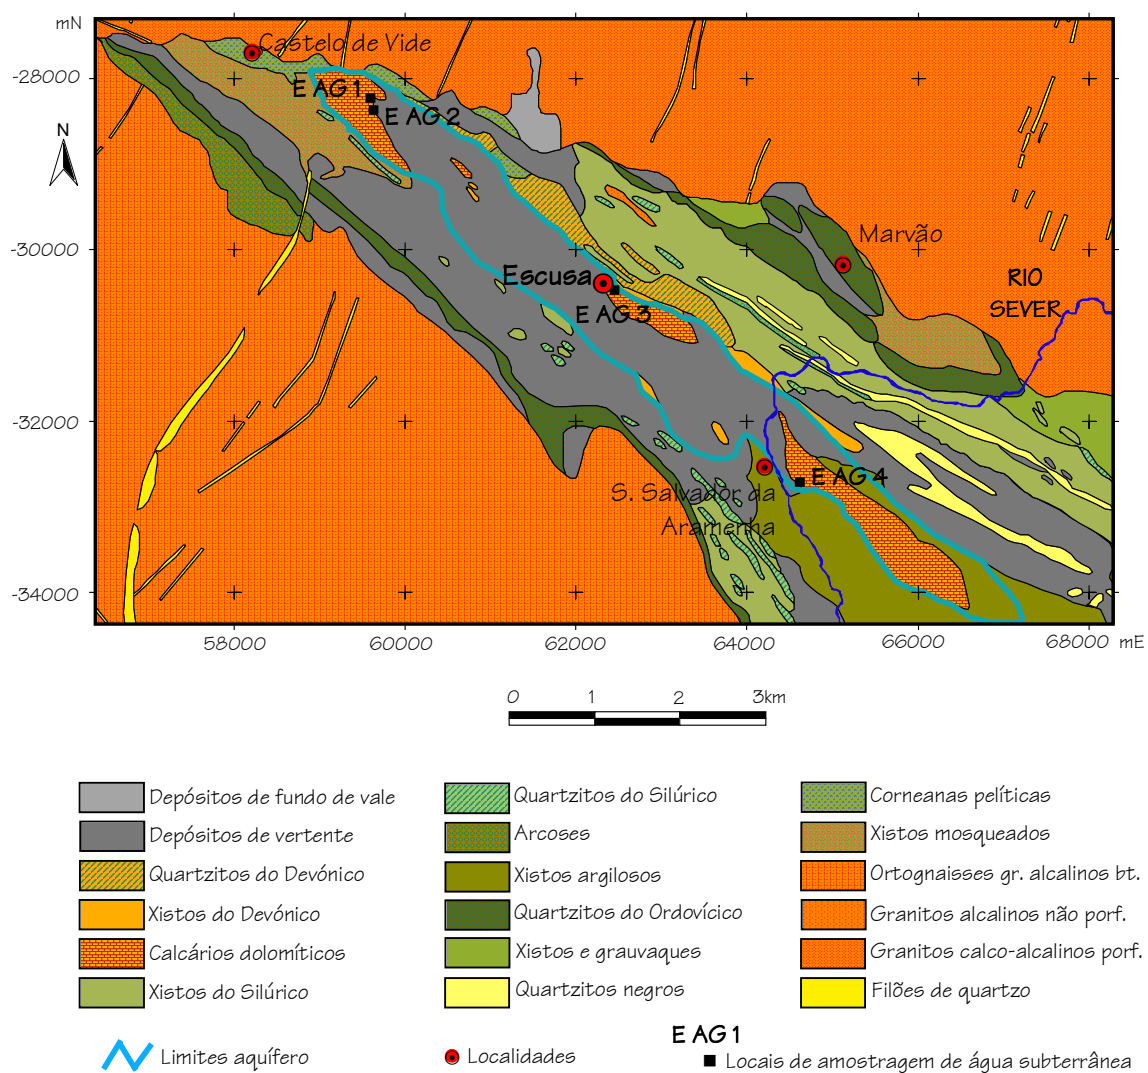 mN
Castelo de Vide
-28000
E AG 1
E AG 2
N
Marvão
-30000
Escusa
RIO
SEVER
E AG 3
-32000
E AG 4
S. Salvador da
Aramenha
-34000
58000 60000 62000 64000 66000 68000 mE
0 1 2 3km
Depósitos de fundo de vale
Depósitos de vertente
Quartzitos do Devónico
Xistos do Devónico
Calcários dolomíticos
Xistos do Silúrico
Quartzitos do Silúrico
Arcoses
Xistos argilosos
Quartzitos do Ordovícico
Xistos e grauvaques
Quartzitos negros
Corneanas pelíticas
Xistos mosqueados
Ortognaisses gr. alcalinos bt.
Granitos alcalinos não porf.
Granitos calco-alcalinos porf.
Filões de quartzo
Limites aquífero
Localidades
E AG 1
Locais de amostragem de água subterrânea